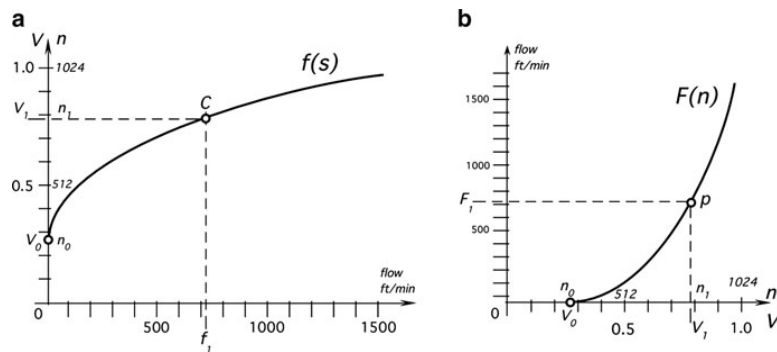 a
V n
1.0 1024
f(s)
V1 n1 C
0.5 512
V0 n0
flow
ft/min
0 500 1000 1500
f1
b
flow
ft/min
1500
F(n)
1000
F1 p
500
n0 512 n1 1024 n
0 V0 0.5 V1 1.0 V